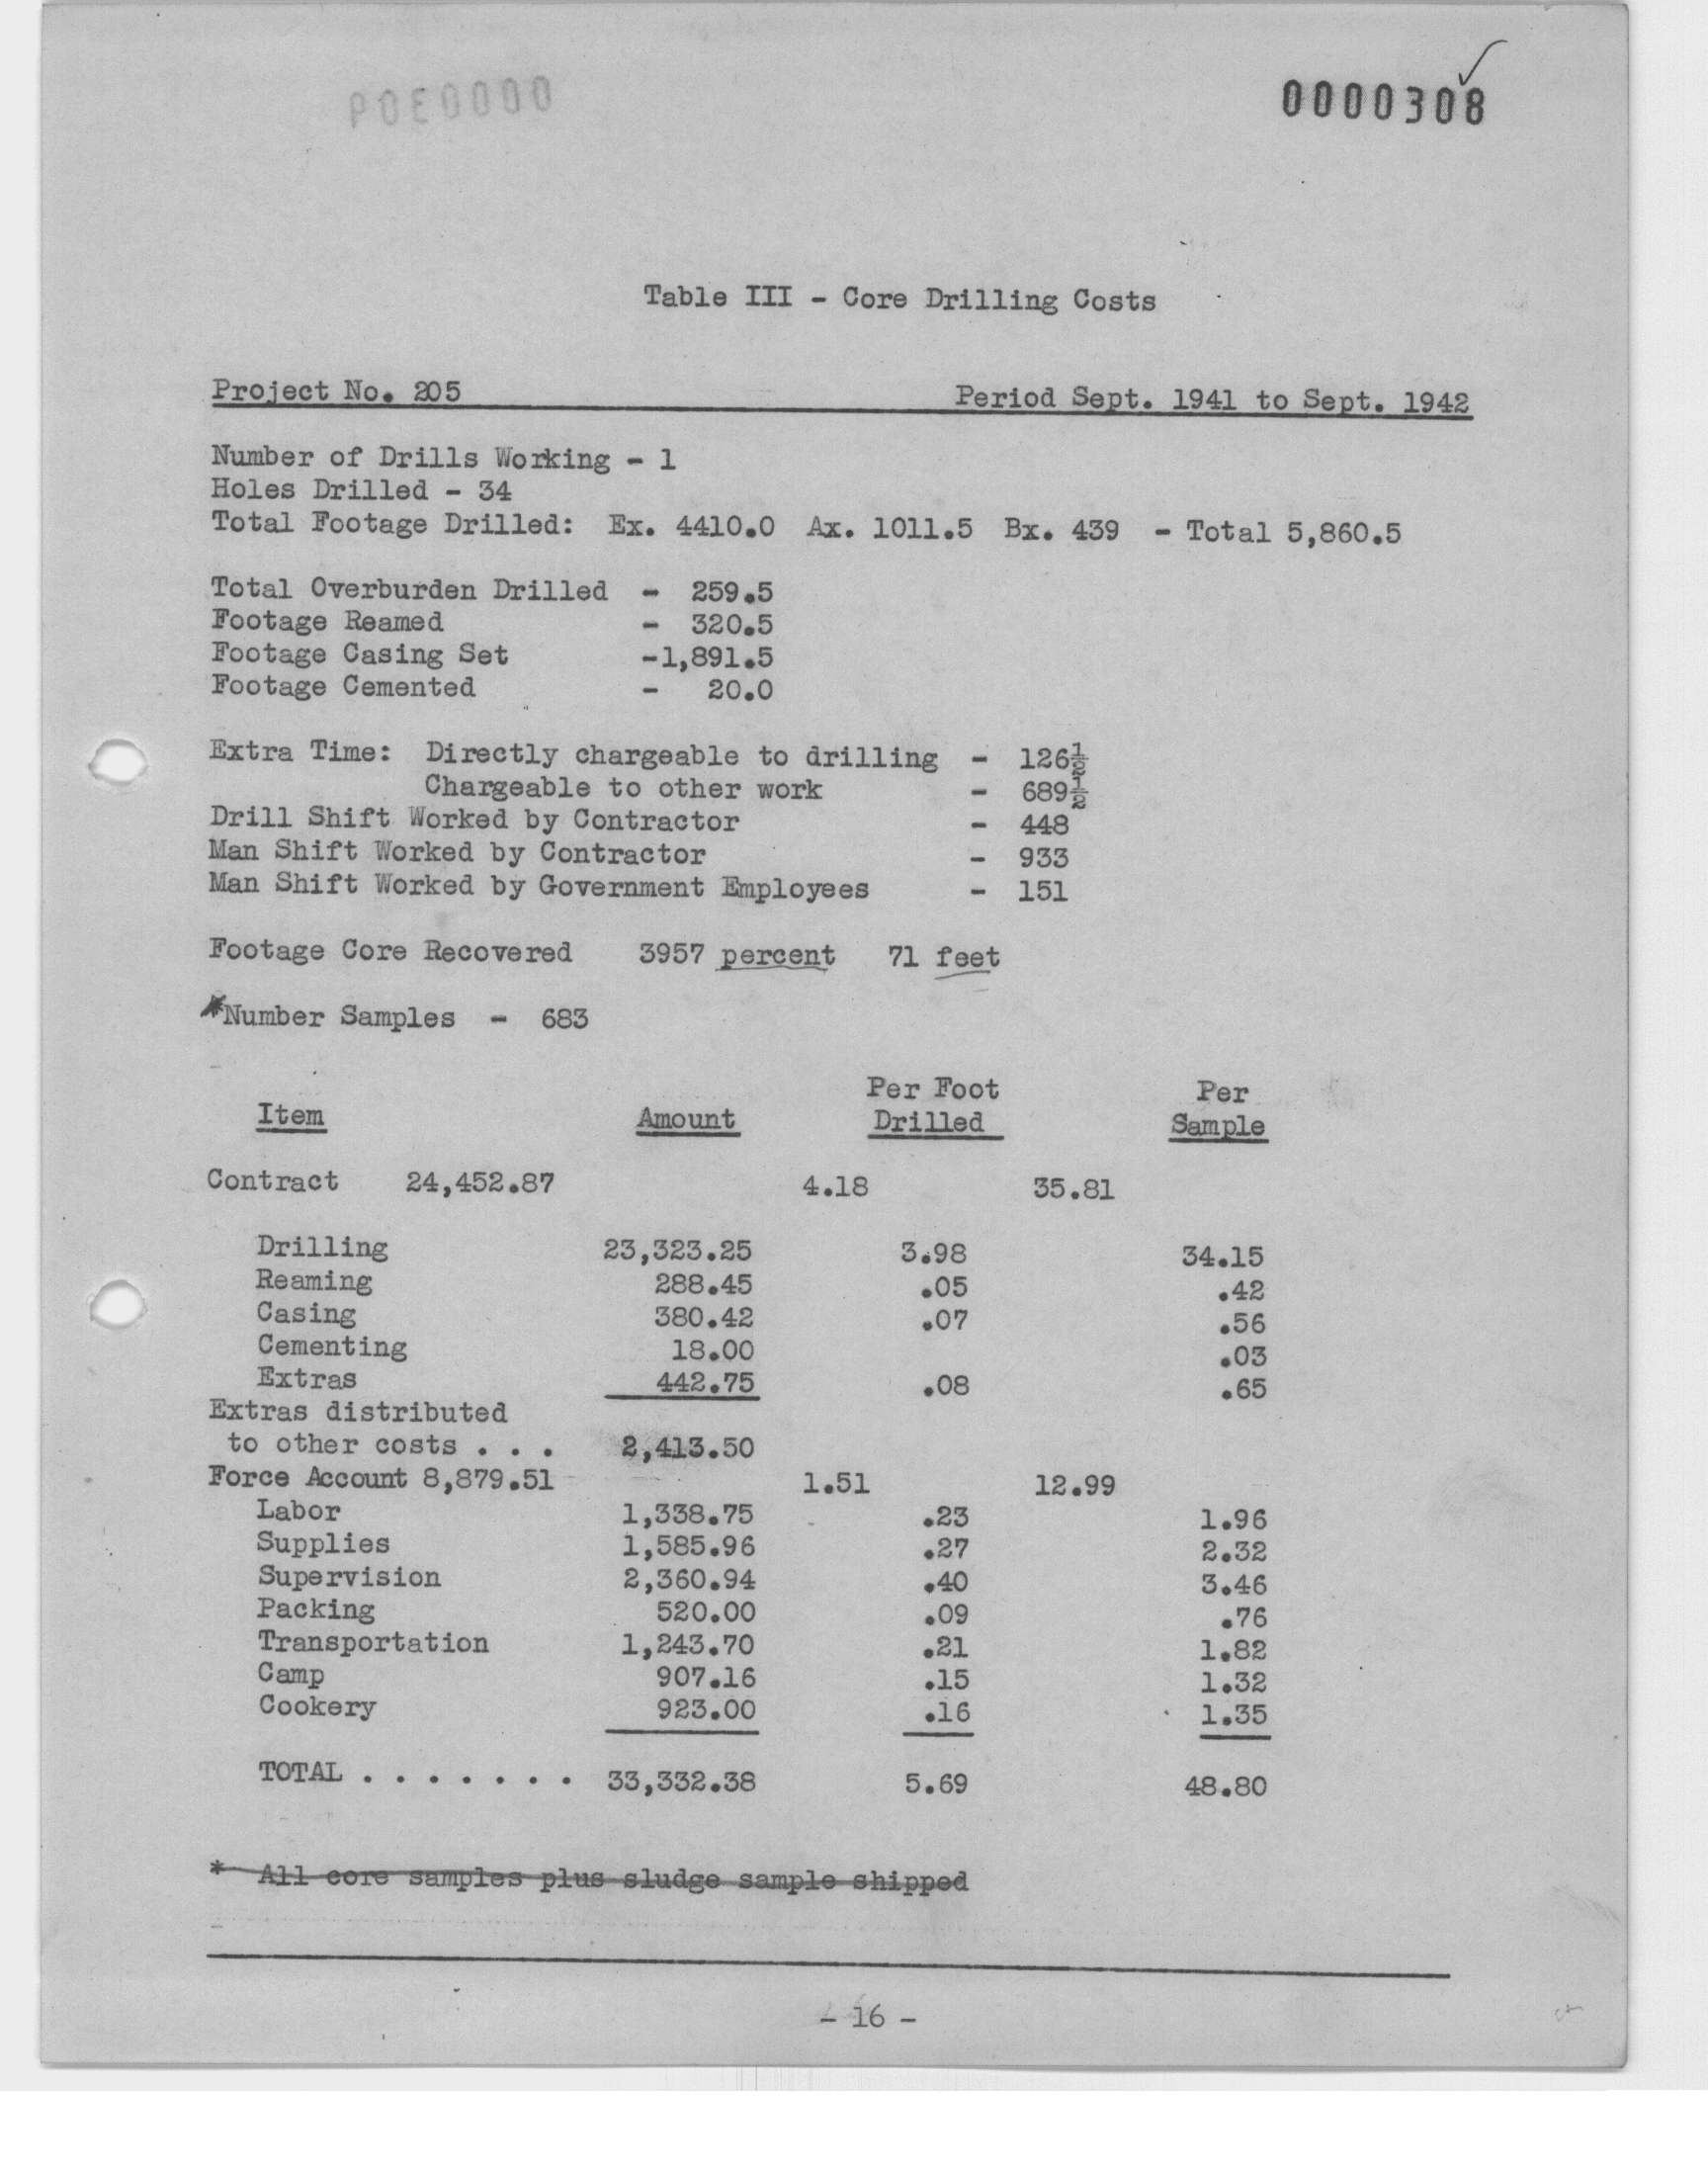 P0E0000
0000308
Table III - Core Drilling Costs
Project No. 205 Period Sept. 1941 to Sept. 1942
Number of Drills Working - 1
Holes Drilled - 34
Total Footage Drilled: Ex. 4410.0 Ax. 1011.5 Bx. 439 - Total 5,860.5
Total Overburden Drilled - 259.5
Footage Reamed - 320.5
Footage Casing Set -1,891.5
Footage Cemented - 20.0
Extra Time: Directly chargeable to drilling - 126½
Chargeable to other work - 689½
Drill Shift Worked by Contractor - 448
Man Shift Worked by Contractor - 933
Man Shift Worked by Government Employees - 151
Footage Core Recovered 3957 percent 71 feet
*Number Samples - 683
Per Foot Per
Item Amount Drilled Sample
Contract 24,452.87 4.18 35.81
Drilling 23,323.25 3.98 34.15
Reaming 288.45 .05 .42
Casing 380.42 .07 .56
Cementing 18.00 .03
Extras 442.75 .08 .65
Extras distributed
to other costs . . . 2,413.50
Force Account 8,879.51 1.51 12.99
Labor 1,338.75 .23 1.96
Supplies 1,585.96 .27 2.32
Supervision 2,360.94 .40 3.46
Packing 520.00 .09 .76
Transportation 1,243.70 .21 1.82
Camp 907.16 .15 1.32
Cookery 923.00 .16 1.35
TOTAL . . . . . . . 33,332.38 5.69 48.80
* All core samples plus sludge sample shipped
- 16 -